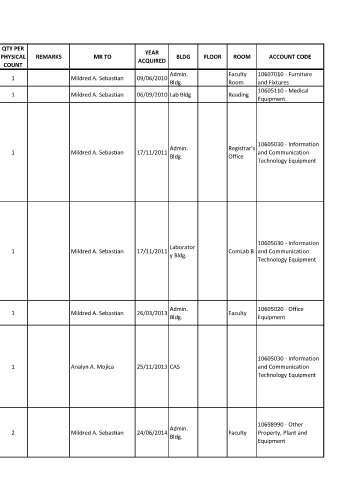 QTY PER PHYSICAL COUNT | REMARKS | MR TO | YEAR ACQUIRED | BLDG | FLOOR | ROOM | ACCOUNT CODE
1 | | Mildred A. Sebastian | 09/06/2010 | Admin. Bldg. | | Faculty Room | 10607010 - Furniture and Fixtures
1 | | Mildred A. Sebastian | 06/09/2010 | Lab Bldg | | Reading | 10605110 - Medical Equipment
1 | | Mildred A. Sebastian | 17/11/2011 | Admin. Bldg. | | Registrar's Office | 10605030 - Information and Communication Technology Equipment
1 | | Mildred A. Sebastian | 17/11/2011 | Laboratory Bldg. | | ComLab B | 10605030 - Information and Communication Technology Equipment
1 | | Mildred A. Sebastian | 26/03/2013 | Admin. Bldg. | | Faculty | 10605020 - Office Equipment
1 | | Analyn A. Mojica | 25/11/2013 | CAS | | | 10605030 - Information and Communication Technology Equipment
2 | | Mildred A. Sebastian | 24/06/2014 | Admin. Bldg. | | Faculty | 10698990 - Other Property, Plant and Equipment